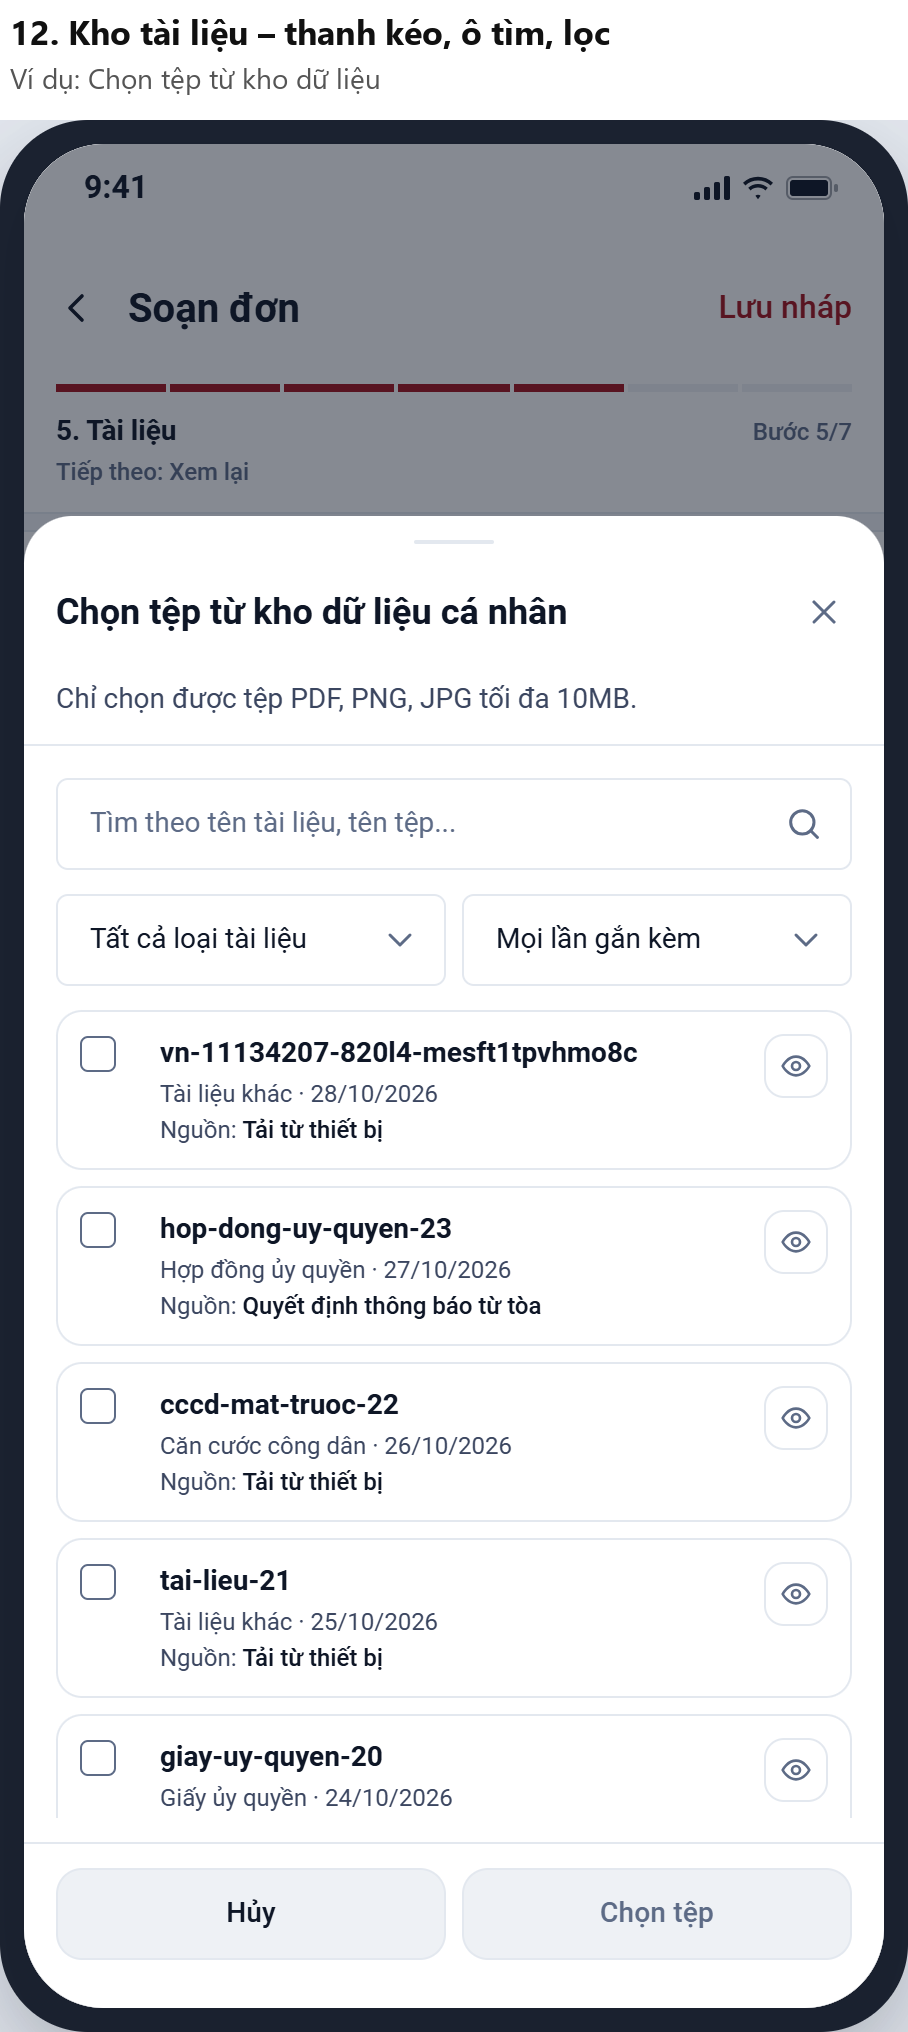 12. Kho tài liệu – thanh kéo, ô tìm, lọc
Ví dụ: Chọn tệp từ kho dữ liệu
9:41
Soạn đơn
Lưu nháp
5. Tài liệu
Bước 5/7
Tiếp theo: Xem lại
Chọn tệp từ kho dữ liệu cá nhân
Chỉ chọn được tệp PDF, PNG, JPG tối đa 10MB.
Tìm theo tên tài liệu, tên tệp...
Tất cả loại tài liệu
Mọi lần gắn kèm
vn-11134207-820l4-mesft1tpvhmo8c
Tài liệu khác · 28/10/2026
Nguồn: Tải từ thiết bị
hop-dong-uy-quyen-23
Hợp đồng ủy quyền · 27/10/2026
Nguồn: Quyết định thông báo từ tòa
cccd-mat-truoc-22
Căn cước công dân · 26/10/2026
Nguồn: Tải từ thiết bị
tai-lieu-21
Tài liệu khác · 25/10/2026
Nguồn: Tải từ thiết bị
giay-uy-quyen-20
Giấy ủy quyền · 24/10/2026
Hủy
Chọn tệp